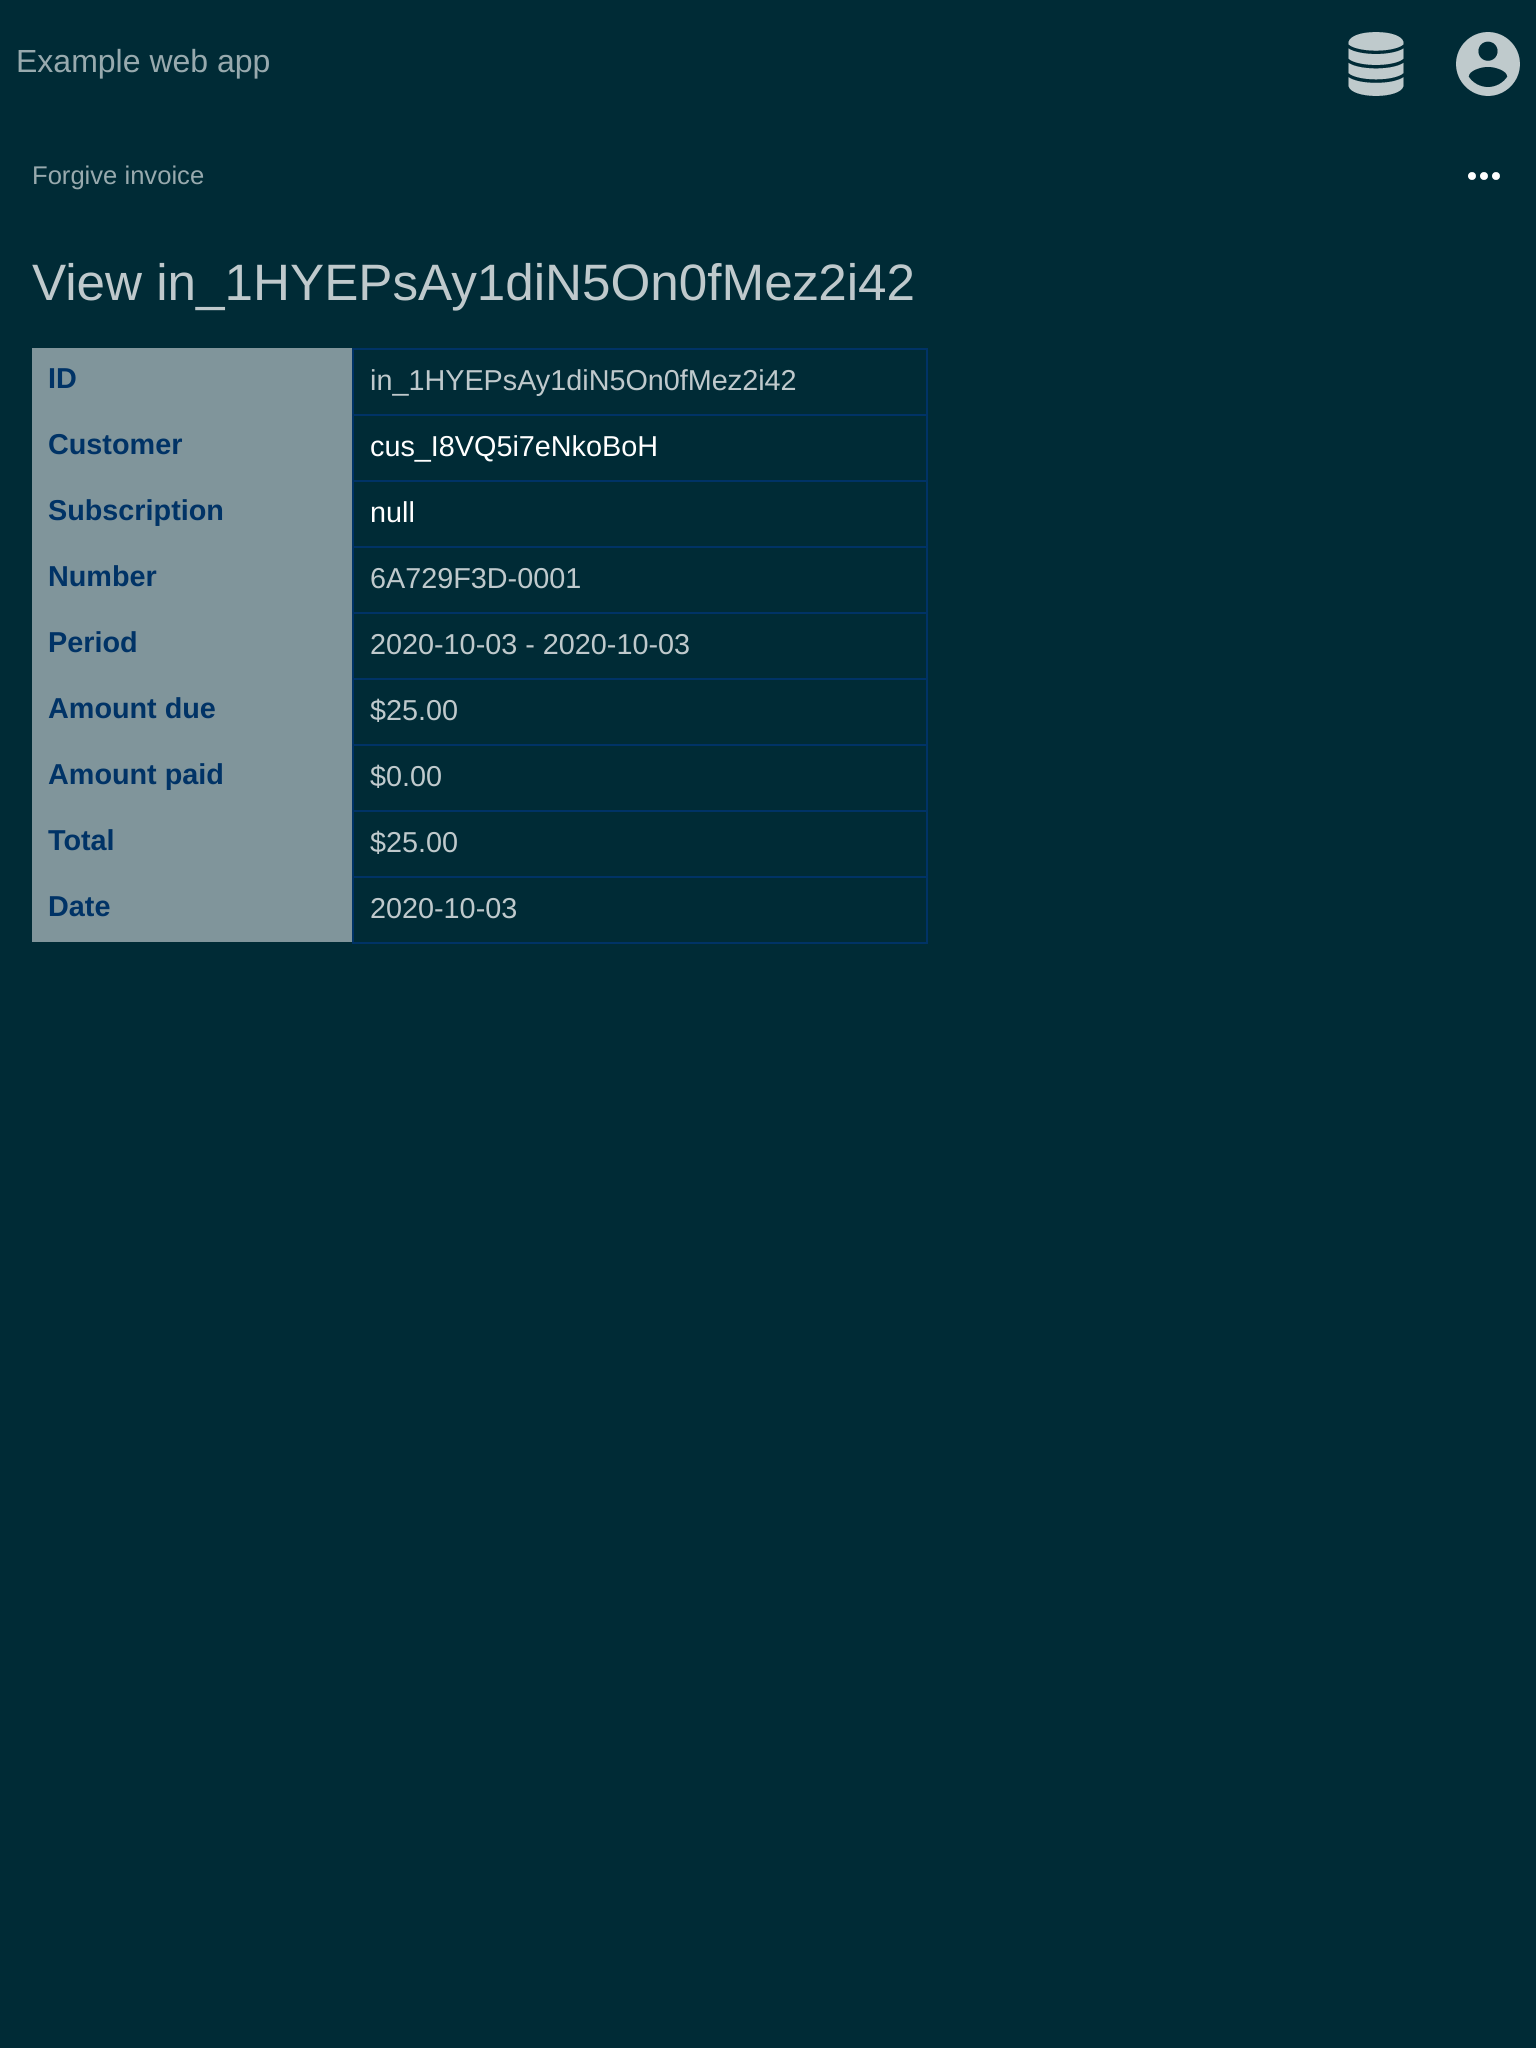 Example web app
Forgive invoice
View in_1HYEPsAy1diN5On0fMez2i42
ID in_1HYEPsAy1diN5On0fMez2i42
Customer cus_I8VQ5i7eNkoBoH
Subscription null
Number 6A729F3D-0001
Period 2020-10-03 - 2020-10-03
Amount due $25.00
Amount paid $0.00
Total $25.00
Date 2020-10-03